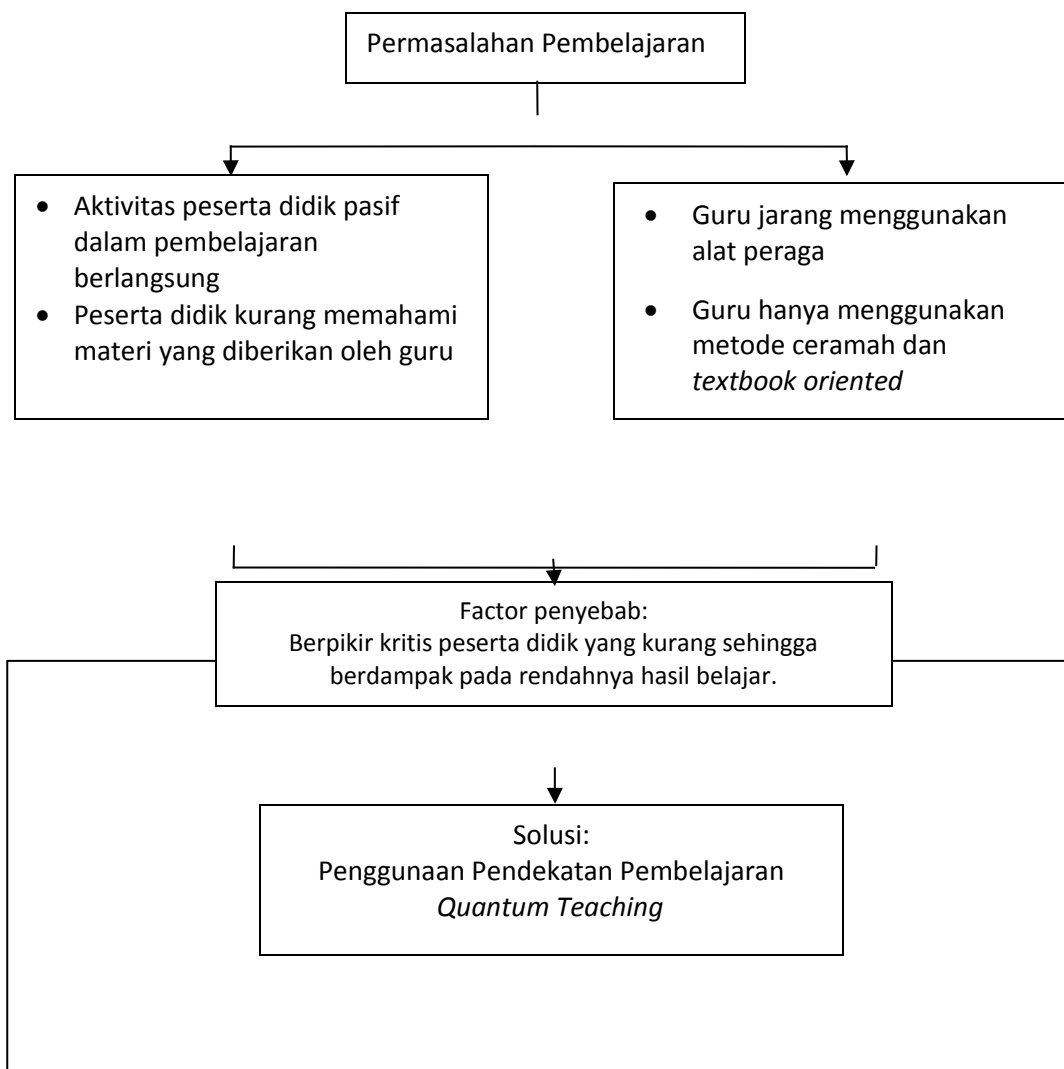 Permasalahan Pembelajaran
• Aktivitas peserta didik pasif
dalam pembelajaran
berlangsung
• Peserta didik kurang memahami
materi yang diberikan oleh guru
• Guru jarang menggunakan
alat peraga
• Guru hanya menggunakan
metode ceramah dan
textbook oriented
Factor penyebab:
Berpikir kritis peserta didik yang kurang sehingga
berdampak pada rendahnya hasil belajar.
Solusi:
Penggunaan Pendekatan Pembelajaran
Quantum Teaching